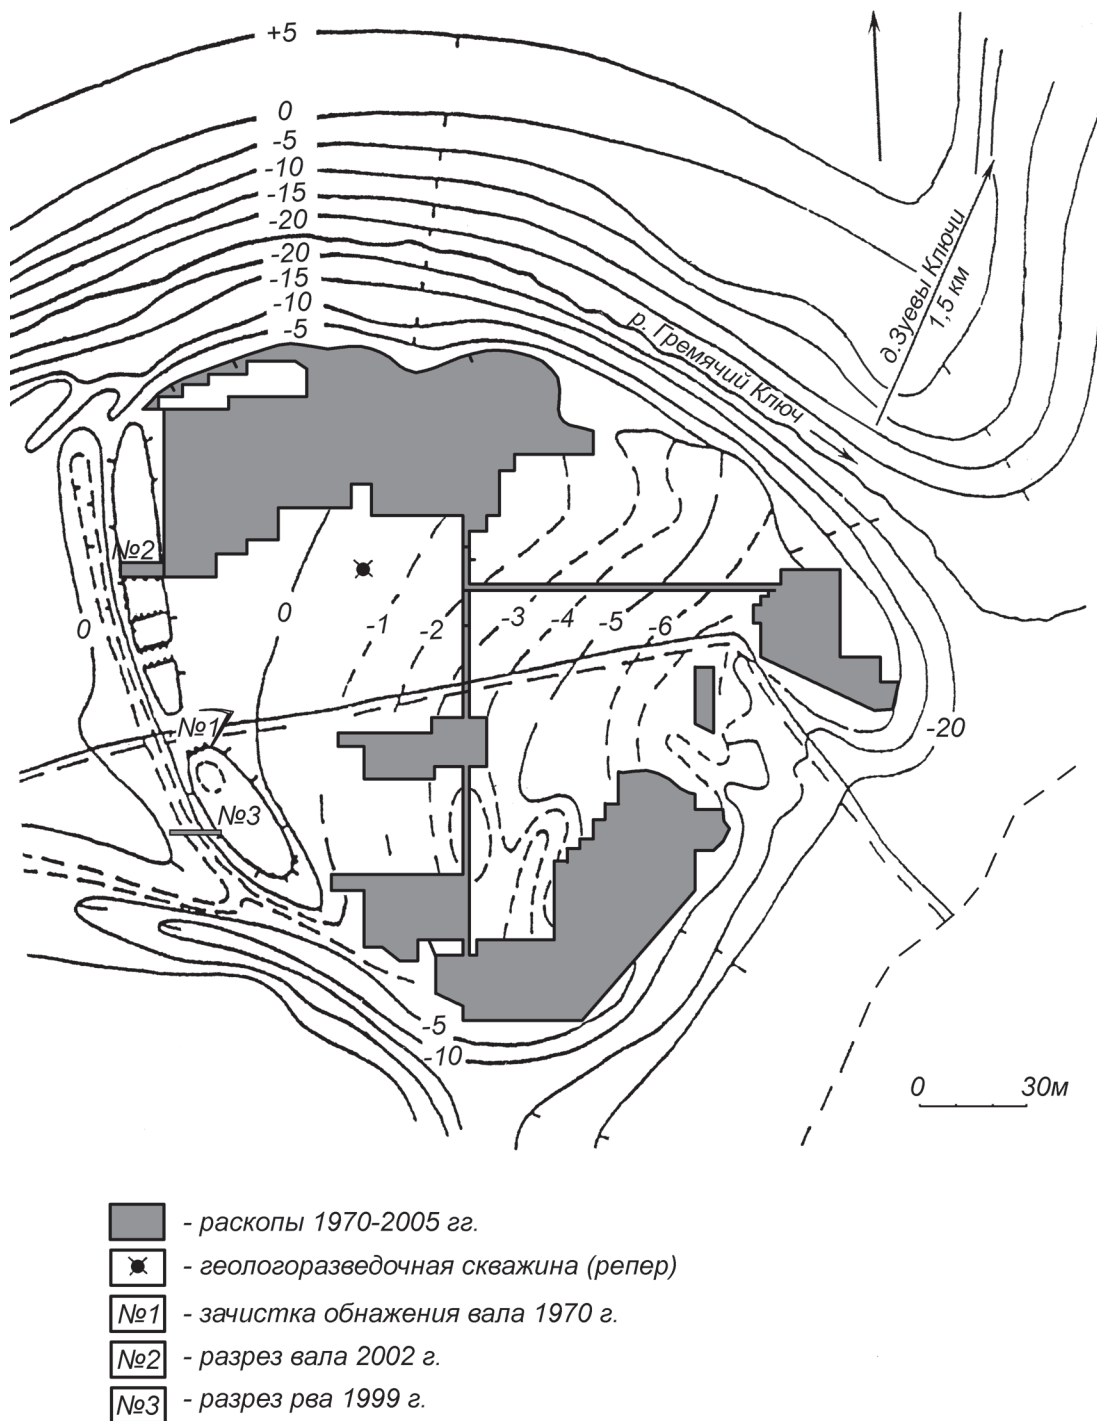 +5
0
-5
-10
-15
-20
-20
-15
-10
-5
д.Зуевы Ключи
1,5 км
р. Гремячий Ключ
№2
0
0
-1
-2
-3
-4
-5
-6
№1
-20
№3
-5
-10
0 30м
- раскопы 1970-2005 гг.
- геологоразведочная скважина (репер)
№1 - зачистка обнажения вала 1970 г.
№2 - разрез вала 2002 г.
№3 - разрез рва 1999 г.